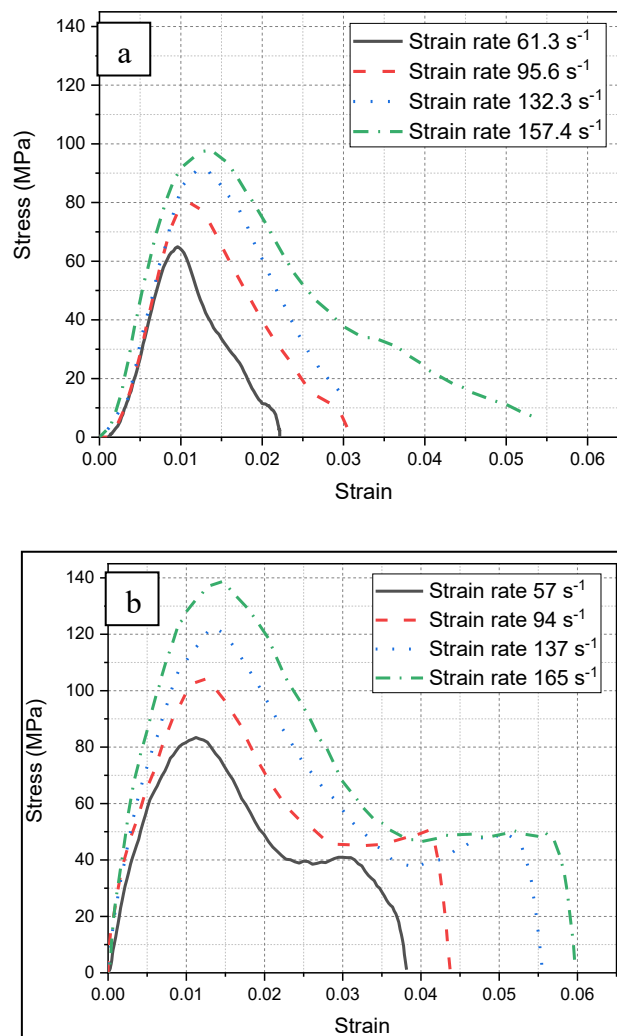 a
Strain rate 61.3 s⁻¹
Strain rate 95.6 s⁻¹
Strain rate 132.3 s⁻¹
Strain rate 157.4 s⁻¹
140
120
100
80
60
40
20
0
Stress (MPa)
0.00 0.01 0.02 0.03 0.04 0.05 0.06
Strain
b
Strain rate 57 s⁻¹
Strain rate 94 s⁻¹
Strain rate 137 s⁻¹
Strain rate 165 s⁻¹
140
120
100
80
60
40
20
0
Stress (MPa)
0.00 0.01 0.02 0.03 0.04 0.05 0.06
Strain